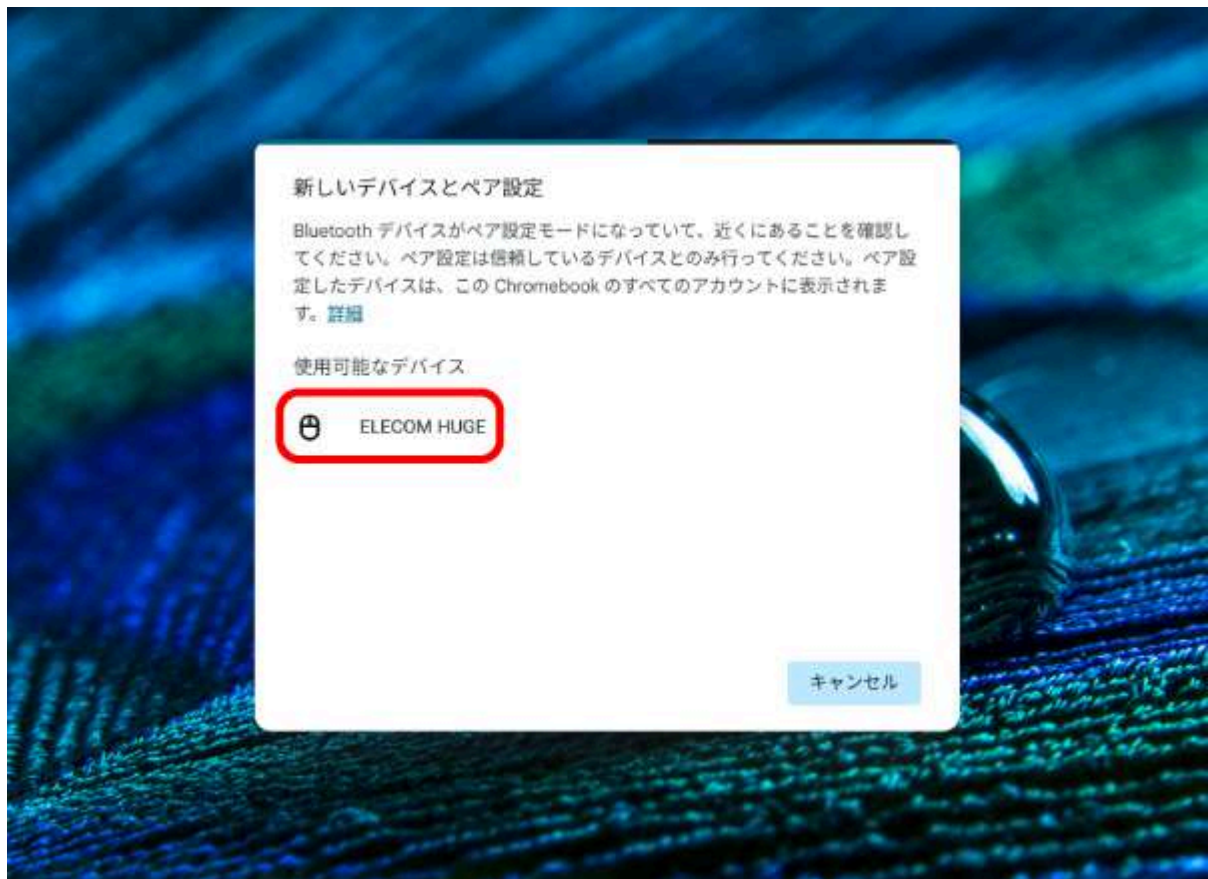 新しいデバイスとペア設定
Bluetooth デバイスがペア設定モードになっていて、近くにあることを確認し
てください。ペア設定は信頼しているデバイスとのみ行ってください。ペア設
定したデバイスは、この Chromebook のすべてのアカウントに表示されま
す。詳細
使用可能なデバイス
ELECOM HUGE
キャンセル